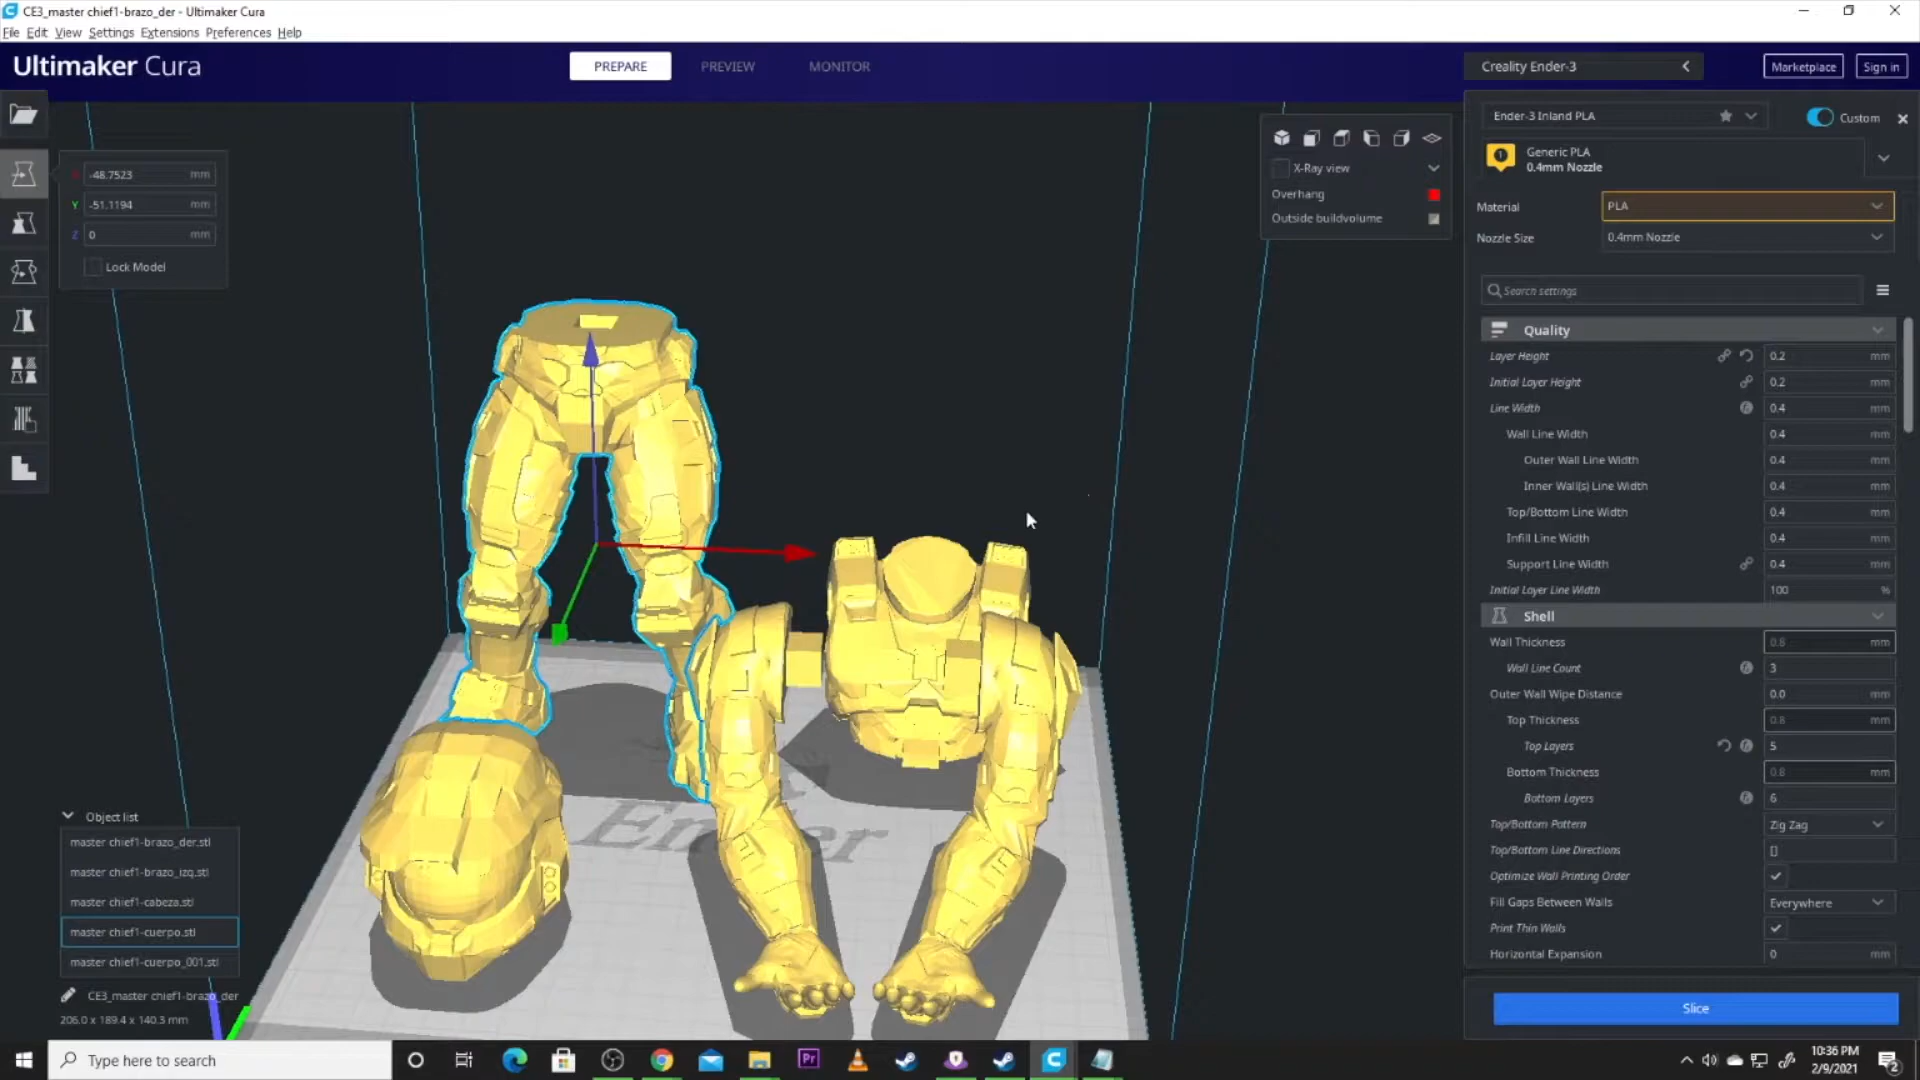 CE3_master chief1-brazo_der - Ultimaker Cura
File Edit View Settings Extensions Preferences Help
Ultimaker Cura
PREPARE
PREVIEW
MONITOR
Creality Ender-3
Marketplace
Sign in
Ender-3 Inland PLA
Custom
1
Generic PLA
0.4mm Nozzle
Material
PLA
Nozzle Size
0.4mm Nozzle
Search settings
X -48.7523 mm
Y -51.1194 mm
Z 0 mm
Lock Model
X-Ray view
Overhang
Outside buildvolume
Quality
Layer Height 0.2 mm
Initial Layer Height 0.2 mm
Line Width 0.4 mm
Wall Line Width 0.4 mm
Outer Wall Line Width 0.4 mm
Inner Wall(s) Line Width 0.4 mm
Top/Bottom Line Width 0.4 mm
Infill Line Width 0.4 mm
Support Line Width 0.4 mm
Initial Layer Line Width 100 %
Shell
Wall Thickness 0.8 mm
Wall Line Count 3
Outer Wall Wipe Distance 0.0 mm
Top Thickness 0.8 mm
Top Layers 5
Bottom Thickness 0.8 mm
Bottom Layers 6
Top/Bottom Pattern Zig Zag
Top/Bottom Line Directions []
Optimize Wall Printing Order
Fill Gaps Between Walls Everywhere
Print Thin Walls
Horizontal Expansion 0 mm
Slice
Ender
Object list
master chief1-brazo_der.stl
master chief1-brazo_izq.stl
master chief1-cabeza.stl
master chief1-cuerpo.stl
master chief1-cuerpo_001.stl
CE3_master chief1-brazo_der
206.0 x 189.4 x 140.3 mm
Type here to search
Pr
10:36 PM
2/9/2021
2